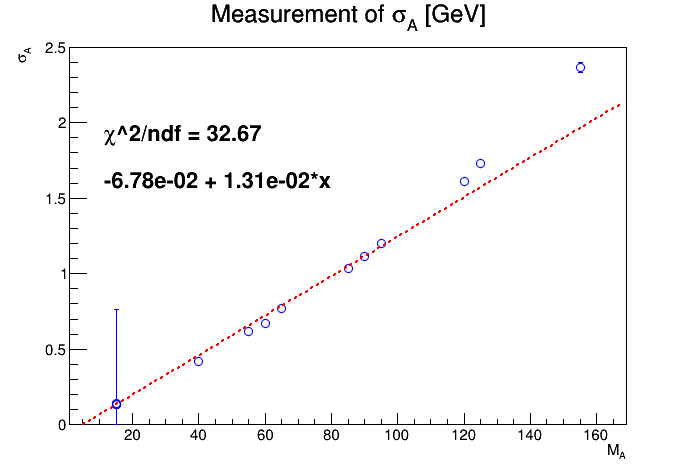 Measurement of σ_A [GeV]
σ_A
2.5
2
1.5
1
0.5
0
χ^2/ndf = 32.67
-6.78e-02 + 1.31e-02*x
20 40 60 80 100 120 140 160
M_A